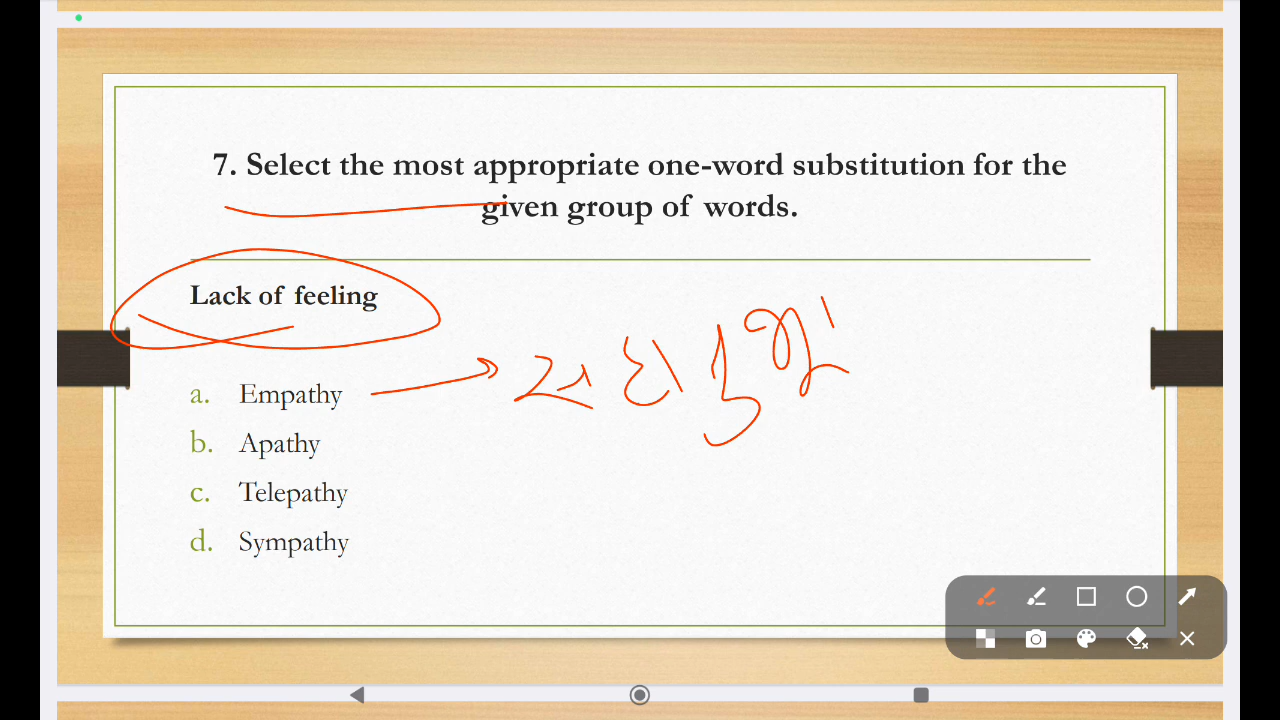 7. Select the most appropriate one-word substitution for the
given group of words.
Lack of feeling
a. Empathy
b. Apathy
c. Telepathy
d. Sympathy